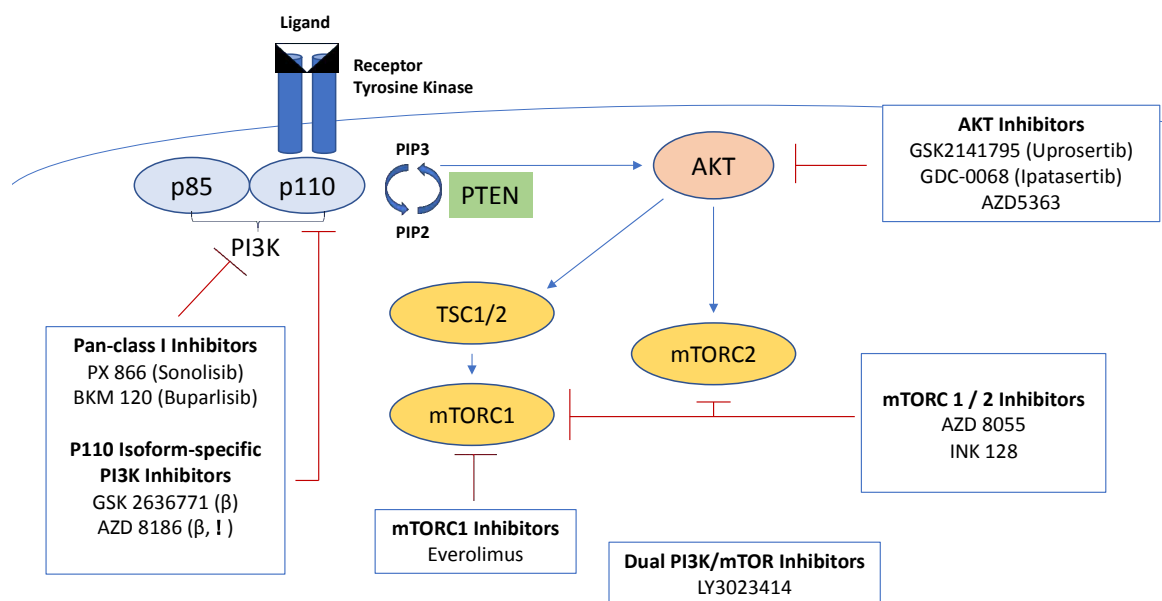 Ligand
Receptor
Tyrosine Kinase
p85
p110
PI3K
PIP3
PTEN
PIP2
AKT
AKT Inhibitors
GSK2141795 (Uprosertib)
GDC-0068 (Ipatasertib)
AZD5363
TSC1/2
mTORC2
mTORC1
Pan-class I Inhibitors
PX 866 (Sonolisib)
BKM 120 (Buparlisib)
P110 Isoform-specific
PI3K Inhibitors
GSK 2636771 (β)
AZD 8186 (β, ! )
mTORC 1 / 2 Inhibitors
AZD 8055
INK 128
mTORC1 Inhibitors
Everolimus
Dual PI3K/mTOR Inhibitors
LY3023414